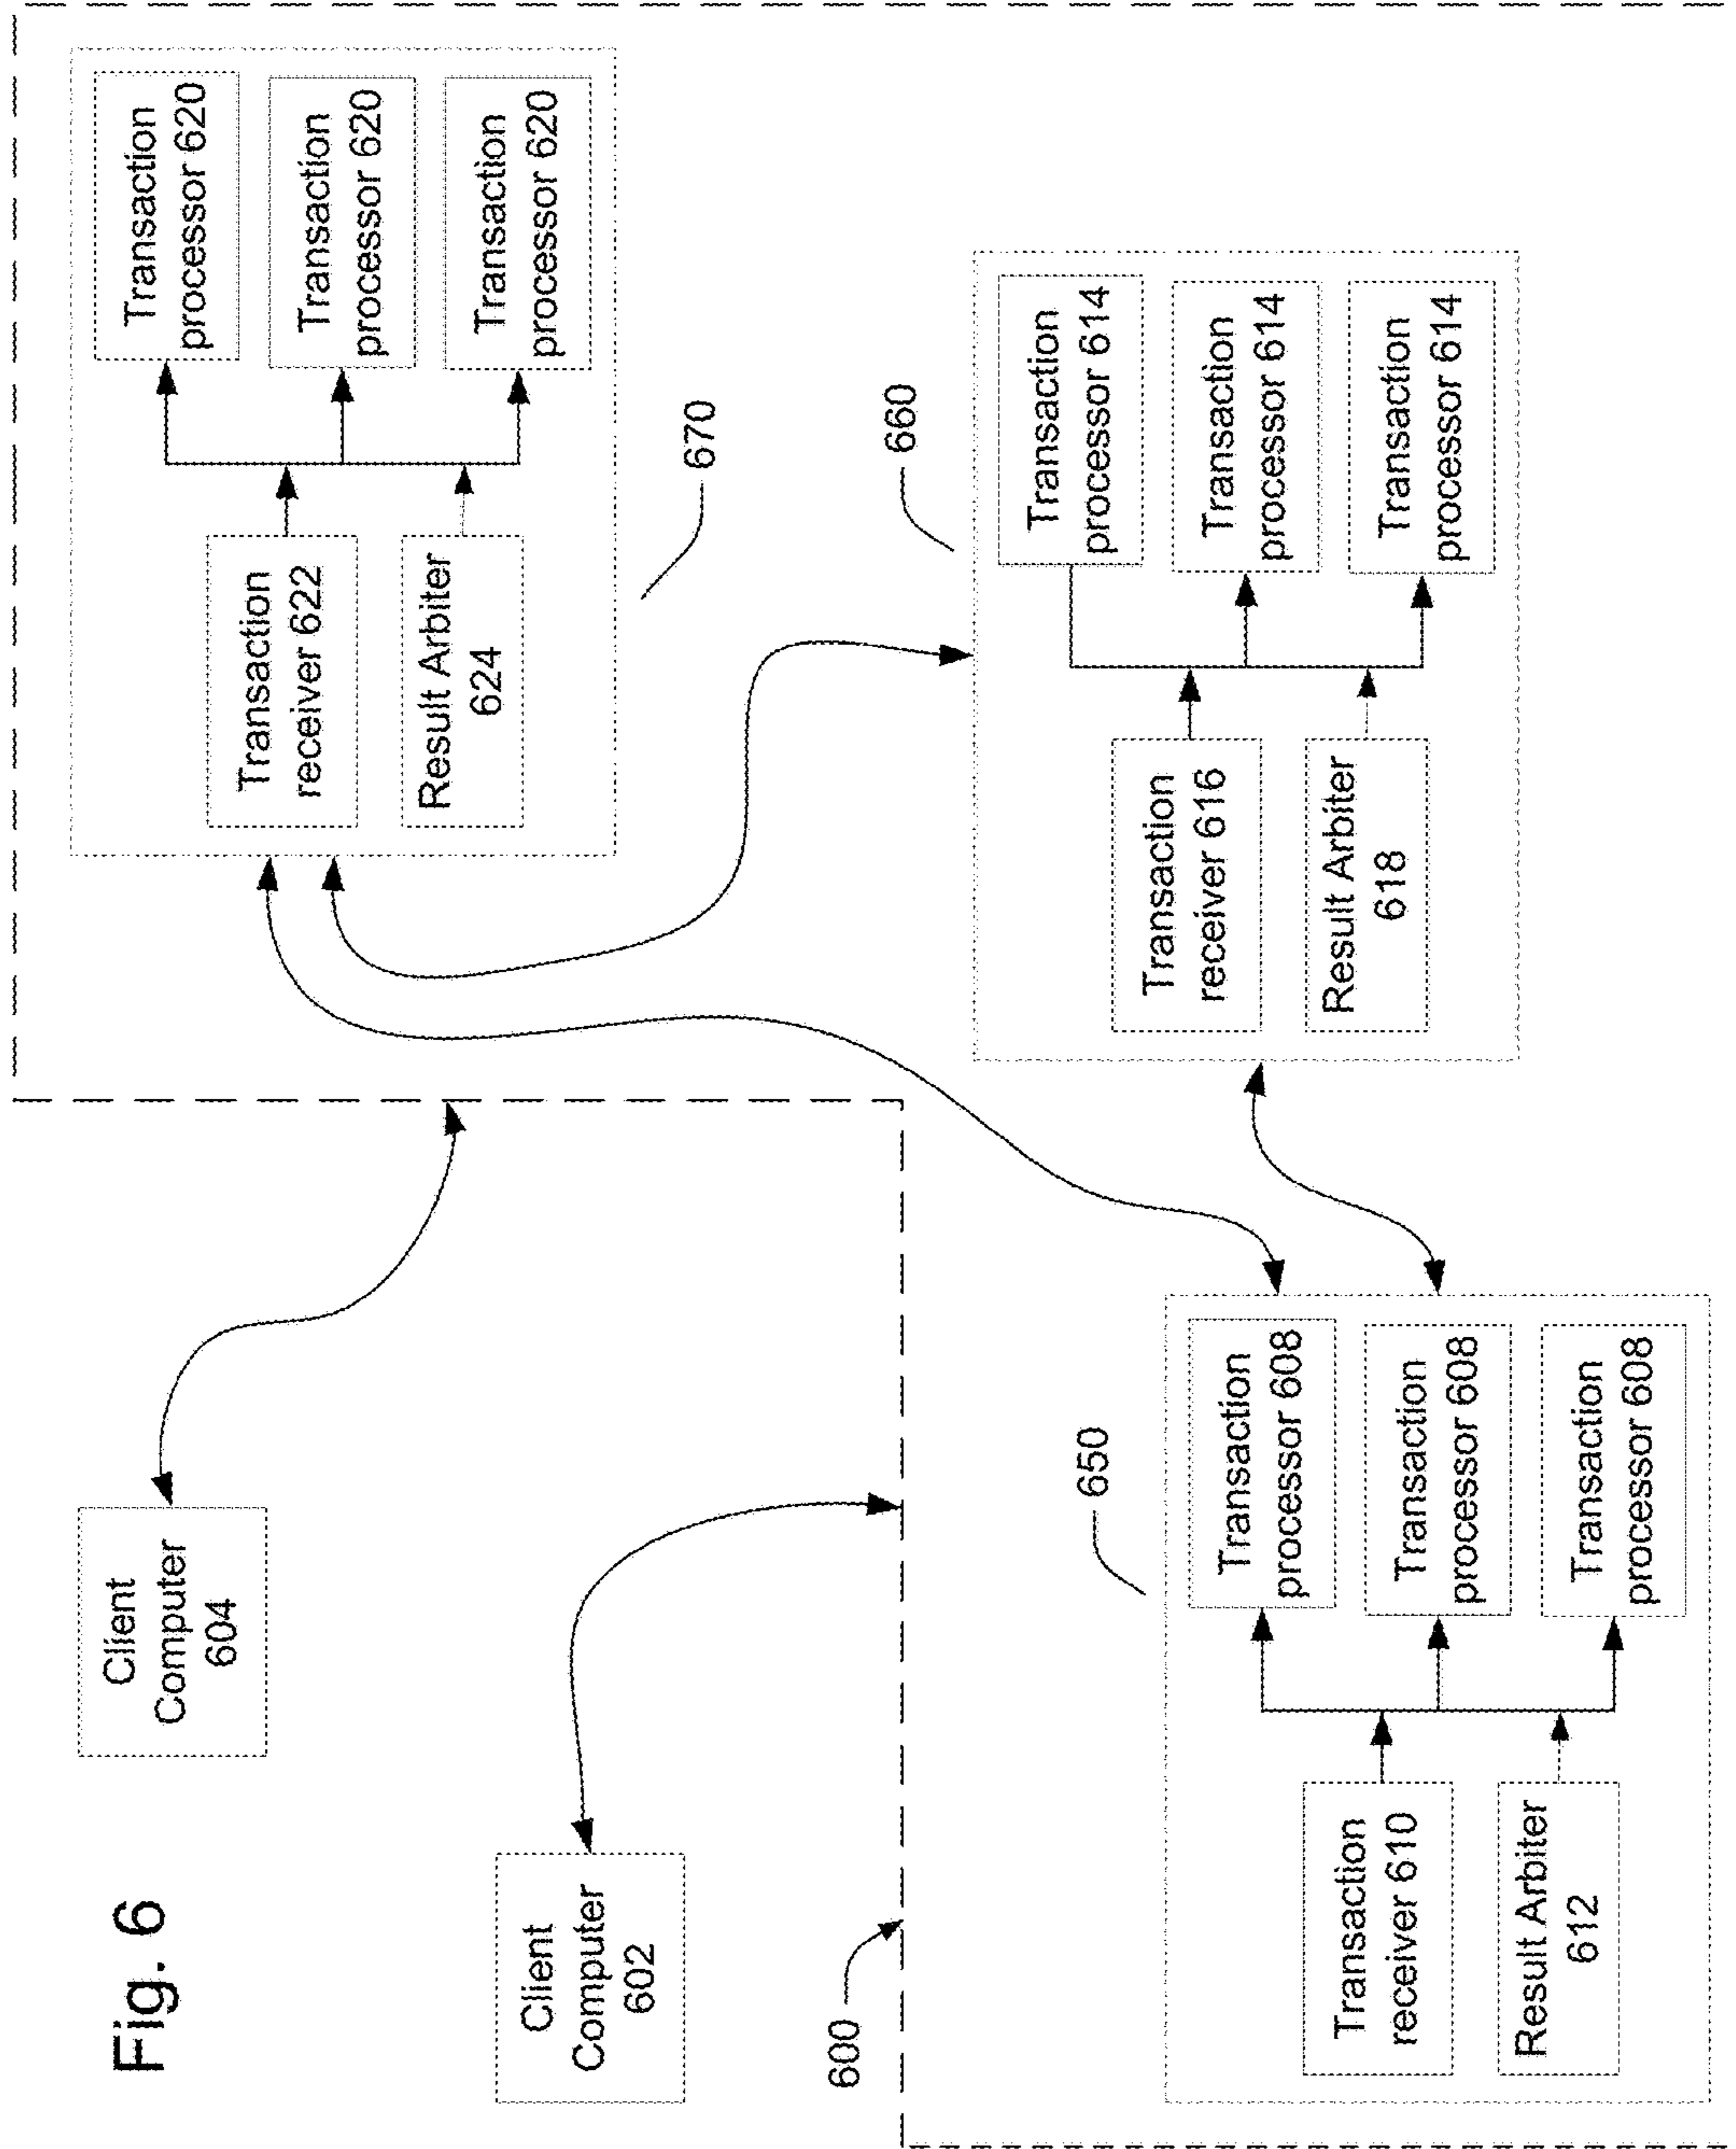 Fig. 6
Client
Computer
604
Client
Computer
602
600
Transaction
receiver 622
Result Arbiter
624
Transaction
processor 620
Transaction
processor 620
Transaction
processor 620
670
660
Transaction
receiver 616
Result Arbiter
618
Transaction
processor 614
Transaction
processor 614
Transaction
processor 614
650
Transaction
receiver 610
Result Arbiter
612
Transaction
processor 608
Transaction
processor 608
Transaction
processor 608